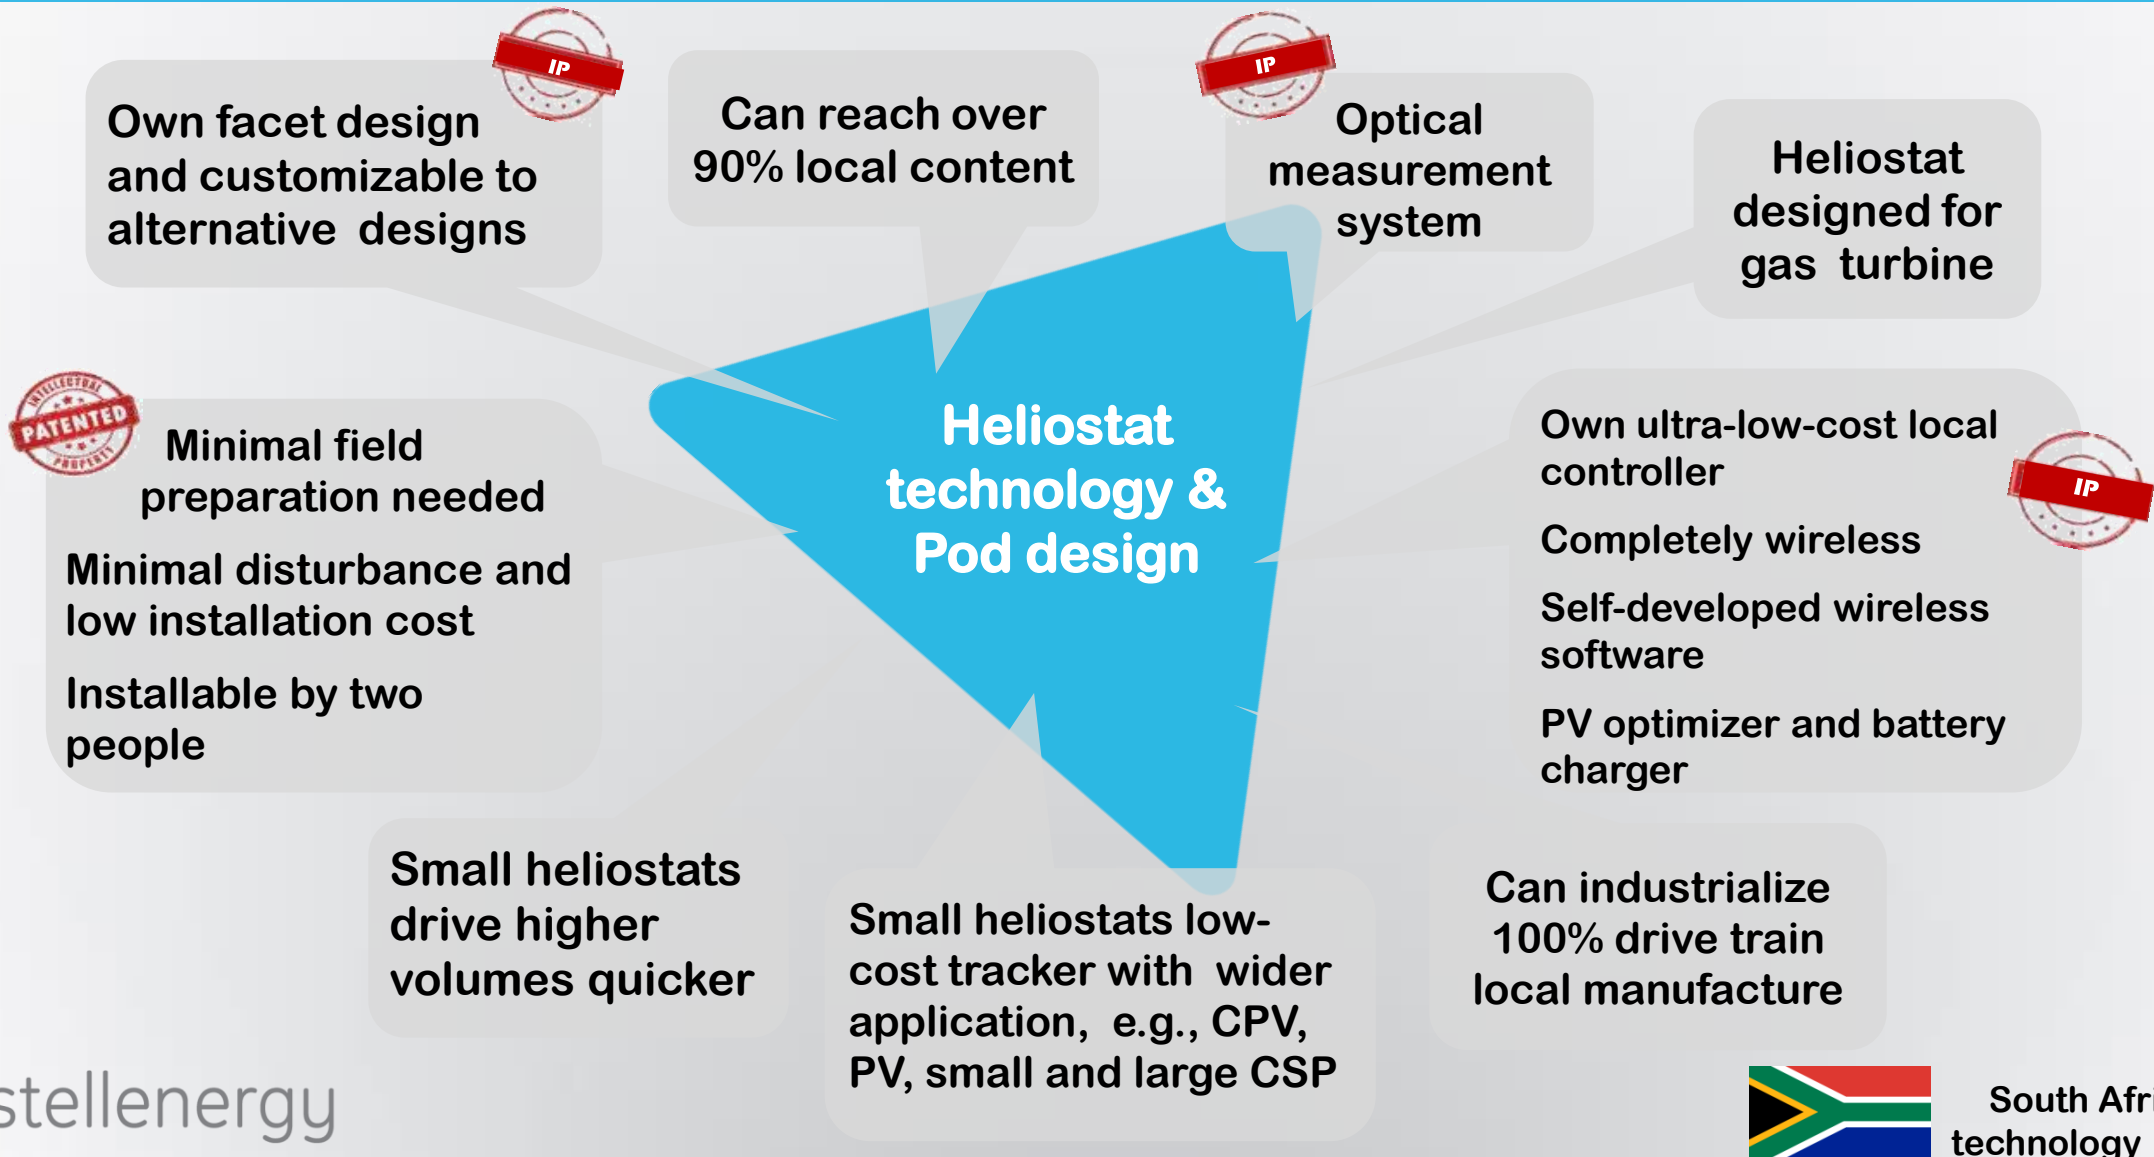 IP
Own facet design
and customizable to
alternative designs
Can reach over
90% local content
IP
Optical
measurement
system
Heliostat
designed for
gas turbine
INTELLECTUAL
PATENTED
PROPERTY
Minimal field
preparation needed
Minimal disturbance and
low installation cost
Installable by two
people
Heliostat
technology &
Pod design
Own ultra-low-cost local
controller
Completely wireless
Self-developed wireless
software
PV optimizer and battery
charger
IP
Small heliostats
drive higher
volumes quicker
Small heliostats low-
cost tracker with wider
application, e.g., CPV,
PV, small and large CSP
Can industrialize
100% drive train
local manufacture
stellenergy
South Afri
technology